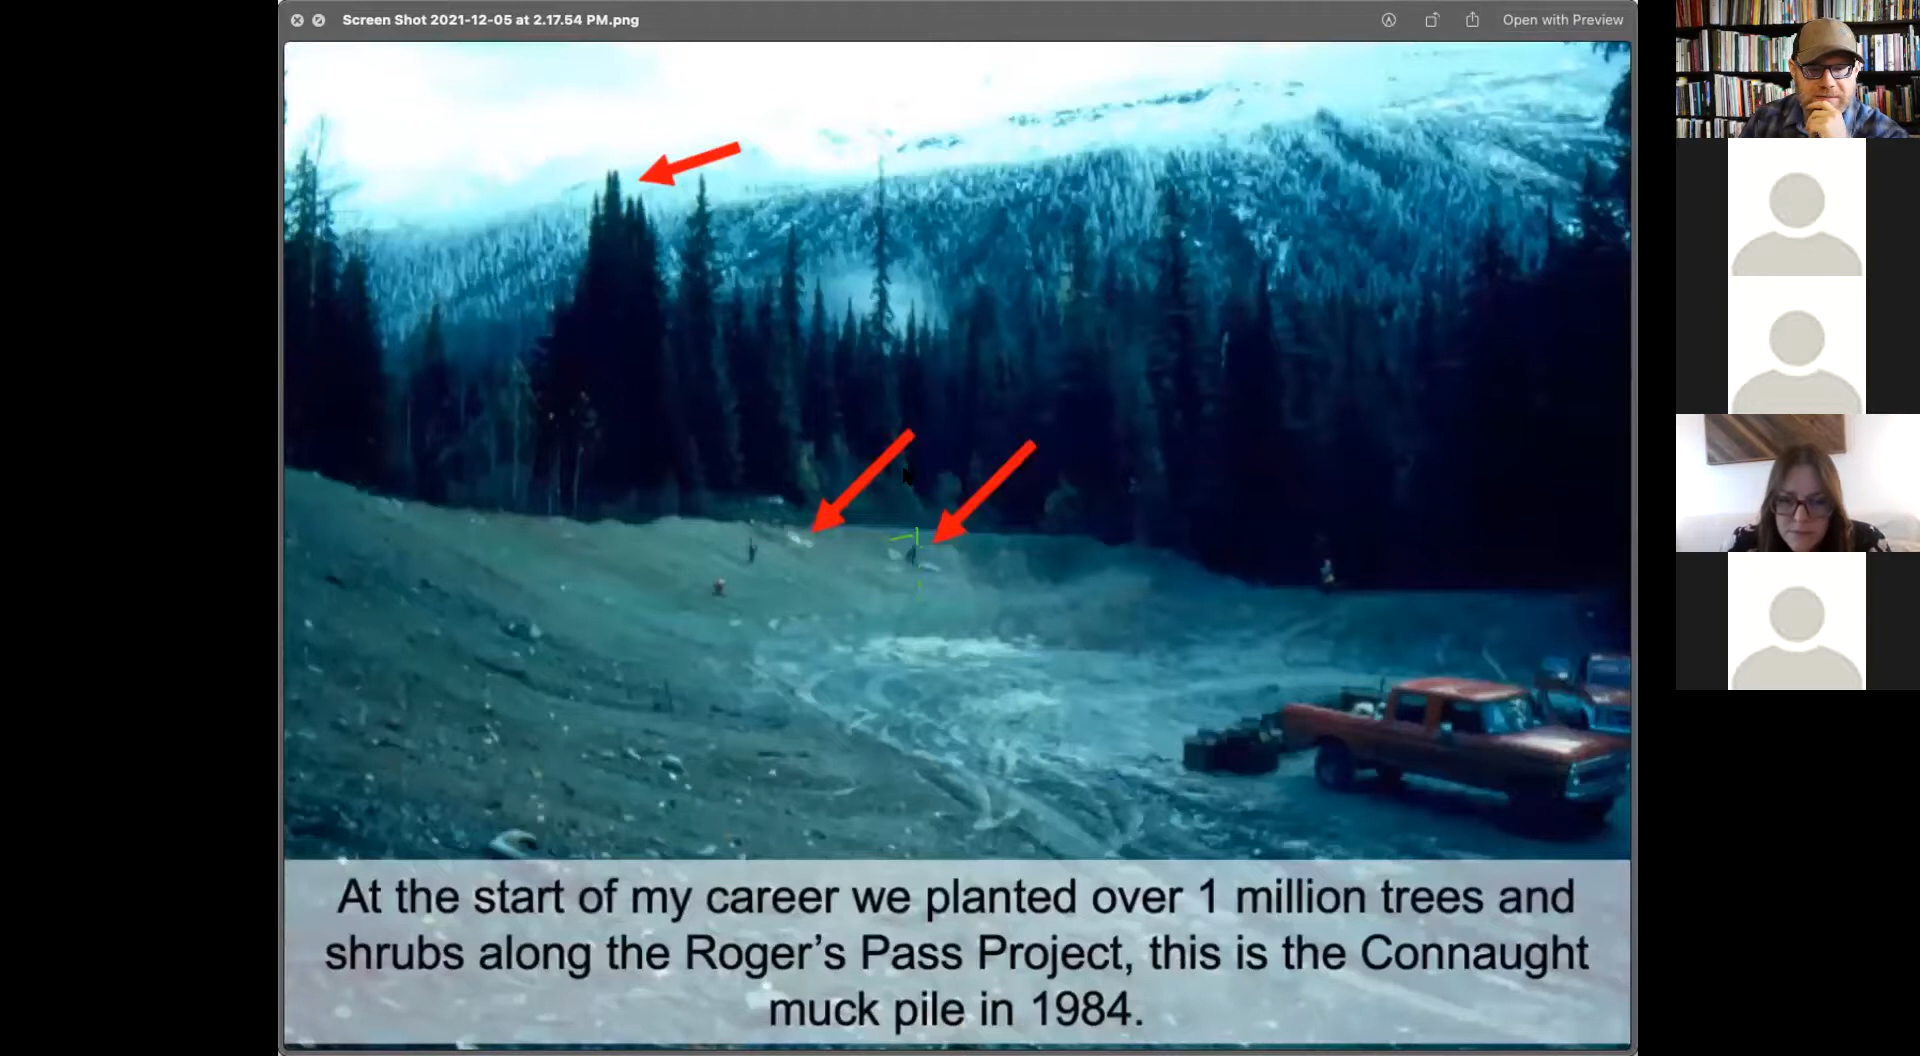 Screen Shot 2021-12-05 at 2.17.54 PM.png
Open with Preview
At the start of my career we planted over 1 million trees and
shrubs along the Roger’s Pass Project, this is the Connaught
muck pile in 1984.